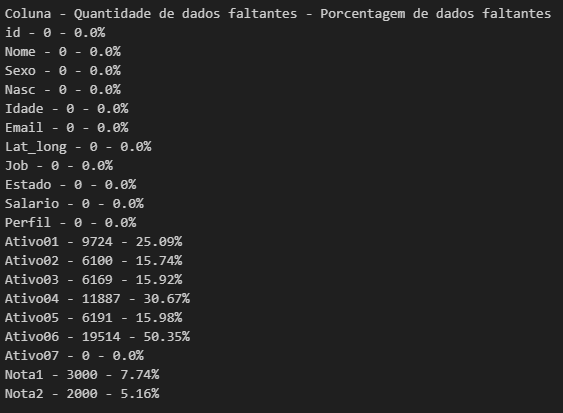 Coluna - Quantidade de dados faltantes - Porcentagem de dados faltantes
id - 0 - 0.0%
Nome - 0 - 0.0%
Sexo - 0 - 0.0%
Nasc - 0 - 0.0%
Idade - 0 - 0.0%
Email - 0 - 0.0%
Lat_long - 0 - 0.0%
Job - 0 - 0.0%
Estado - 0 - 0.0%
Salario - 0 - 0.0%
Perfil - 0 - 0.0%
Ativo01 - 9724 - 25.09%
Ativo02 - 6100 - 15.74%
Ativo03 - 6169 - 15.92%
Ativo04 - 11887 - 30.67%
Ativo05 - 6191 - 15.98%
Ativo06 - 19514 - 50.35%
Ativo07 - 0 - 0.0%
Nota1 - 3000 - 7.74%
Nota2 - 2000 - 5.16%